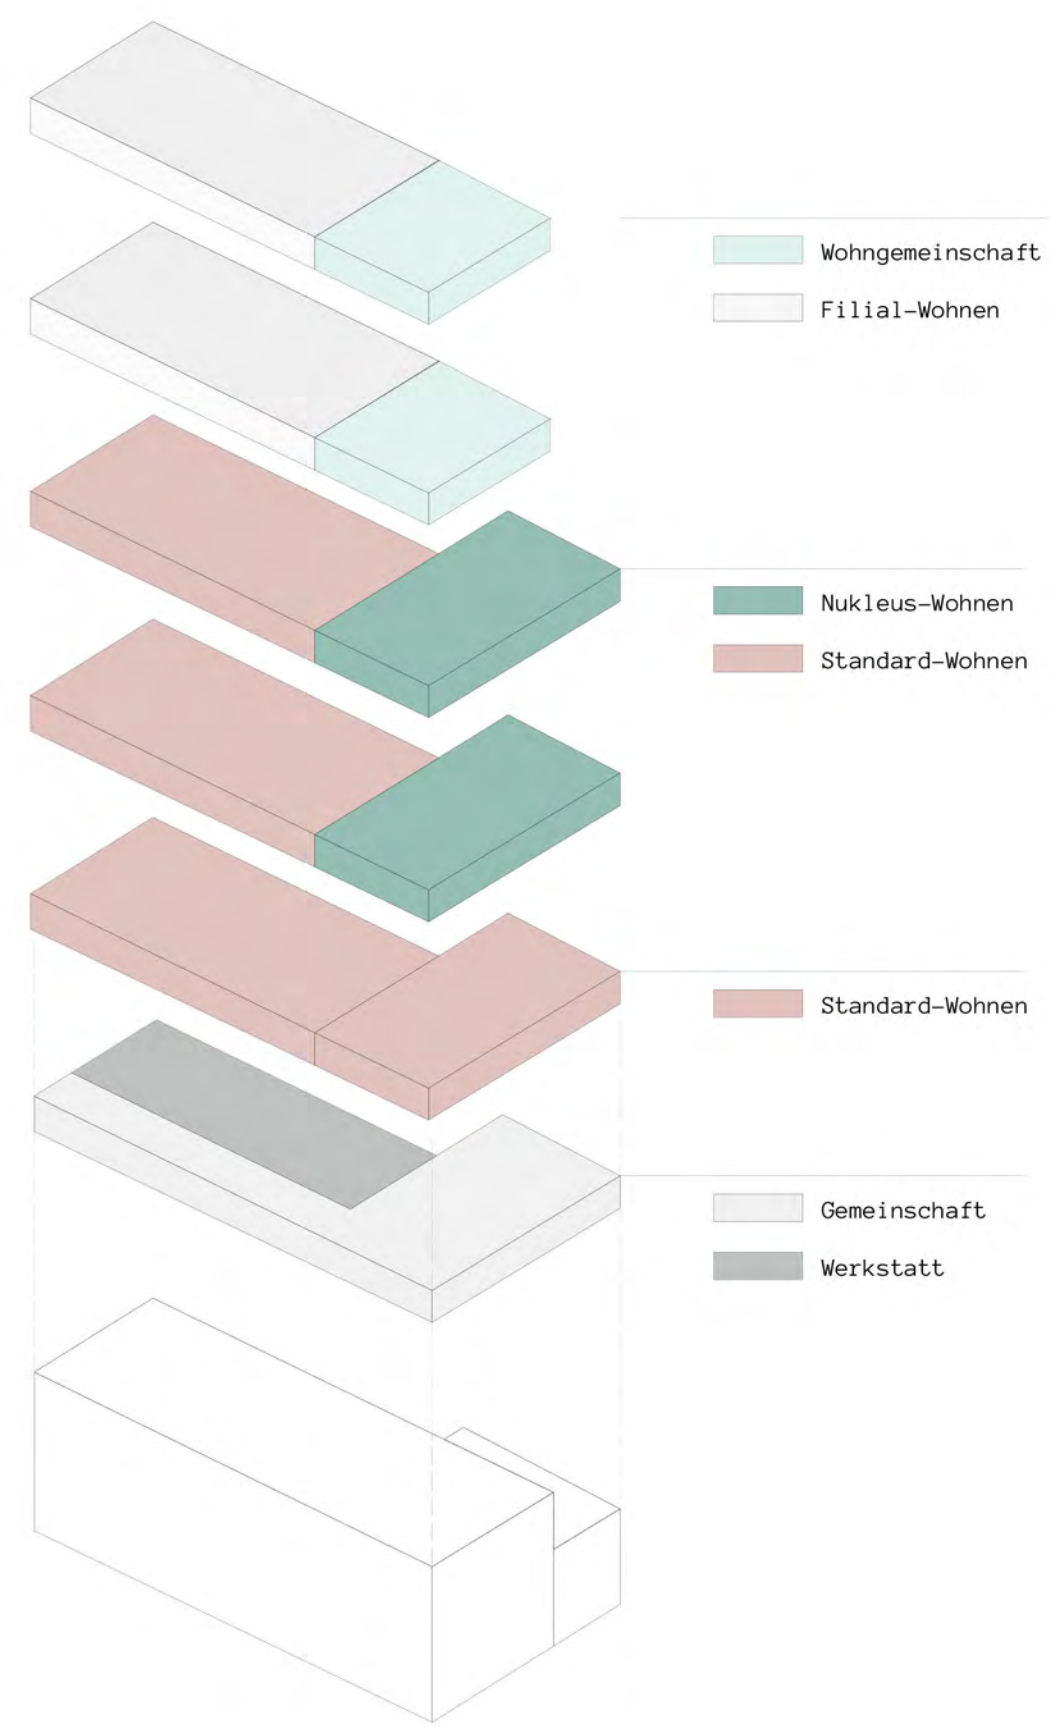 Wohngemeinschaft
Filial-Wohnen
Nukleus-Wohnen
Standard-Wohnen
Standard-Wohnen
Gemeinschaft
Werkstatt